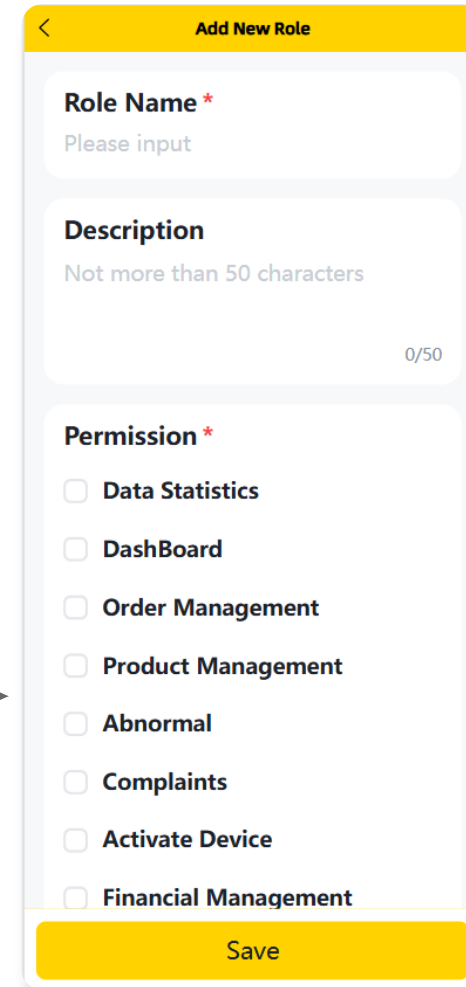 Add New Role
Role Name *
Please input
Description
Not more than 50 characters
0/50
Permission *
Data Statistics
DashBoard
Order Management
Product Management
Abnormal
Complaints
Activate Device
Financial Management
Save